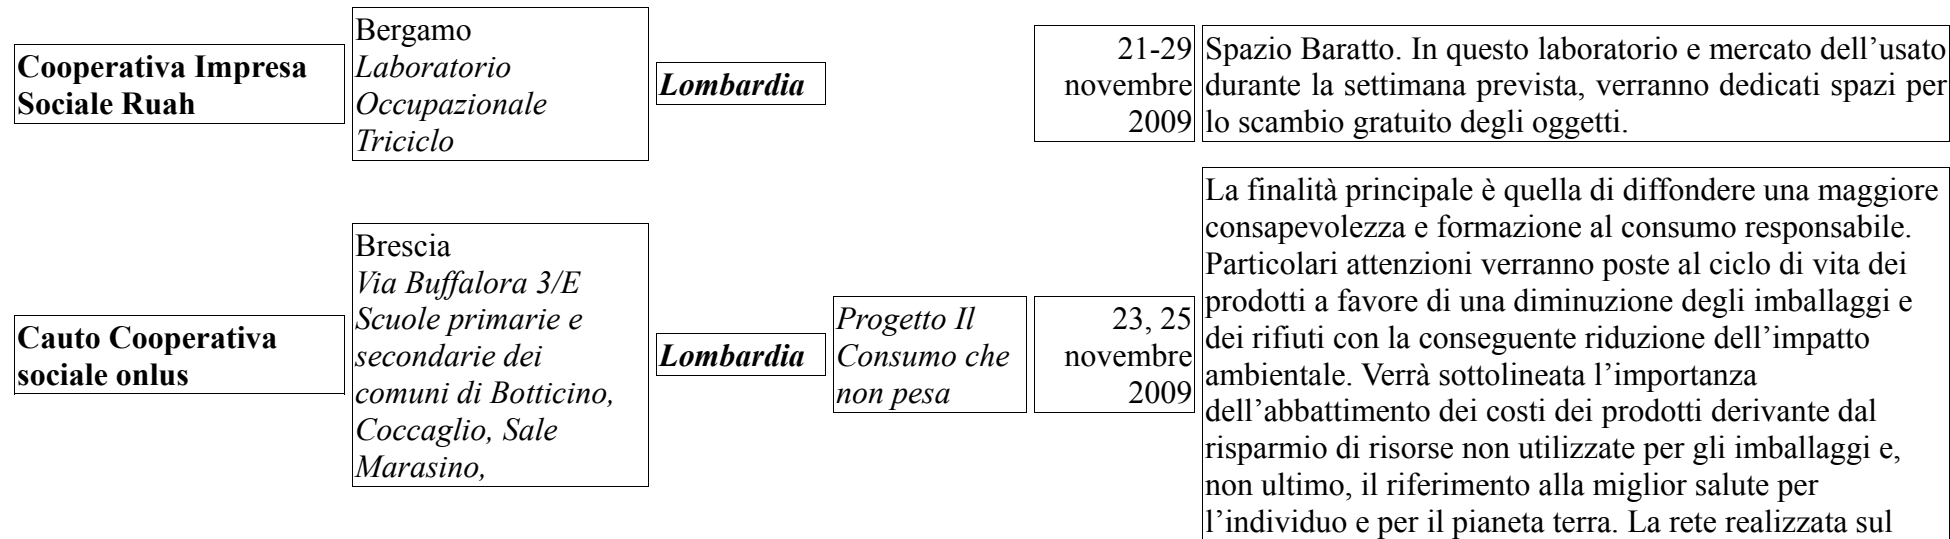 Cooperativa Impresa
Sociale Ruah
Bergamo
Laboratorio
Occupazionale
Triciclo
Lombardia
21-29
novembre
2009
Spazio Baratto. In questo laboratorio e mercato dell’usato
durante la settimana prevista, verranno dedicati spazi per
lo scambio gratuito degli oggetti.
Cauto Cooperativa
sociale onlus
Brescia
Via Buffalora 3/E
Scuole primarie e
secondarie dei
comuni di Botticino,
Coccaglio, Sale
Marasino,
Lombardia
Progetto Il
Consumo che
non pesa
23, 25
novembre
2009
La finalità principale è quella di diffondere una maggiore
consapevolezza e formazione al consumo responsabile.
Particolari attenzioni verranno poste al ciclo di vita dei
prodotti a favore di una diminuzione degli imballaggi e
dei rifiuti con la conseguente riduzione dell’impatto
ambientale. Verrà sottolineata l’importanza
dell’abbattimento dei costi dei prodotti derivante dal
risparmio di risorse non utilizzate per gli imballaggi e,
non ultimo, il riferimento alla miglior salute per
l’individuo e per il pianeta terra. La rete realizzata sul